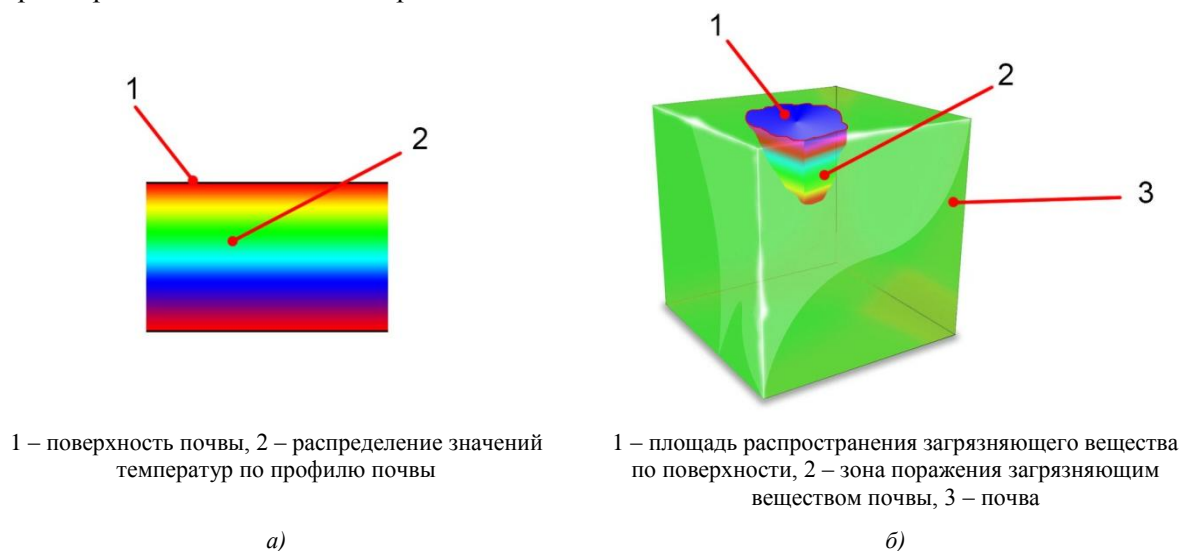 1
2
1
2
3
1 – поверхность почвы, 2 – распределение значений
температур по профилю почвы
1 – площадь распространения загрязняющего вещества
по поверхности, 2 – зона поражения загрязняющим
веществом почвы, 3 – почва
а)
б)